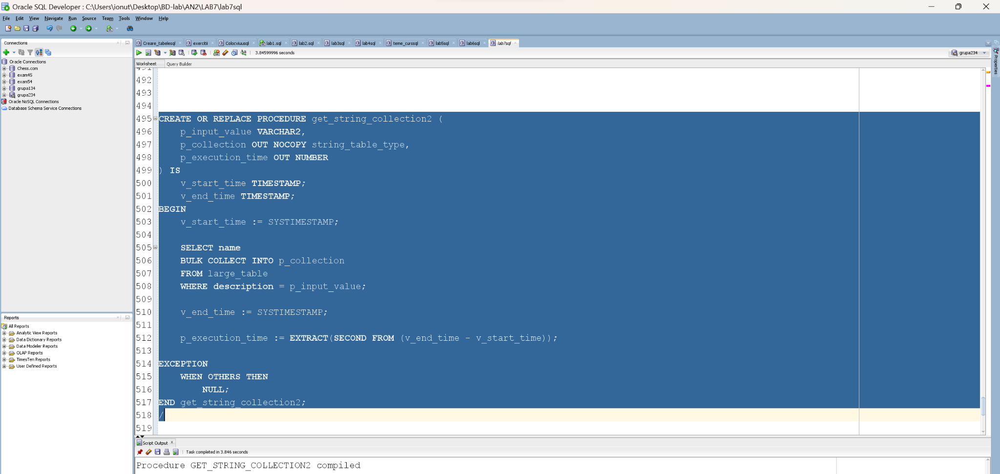 Oracle SQL Developer : C:\Users\ionut\Desktop\BD-lab\AN2\LAB7\lab7sql
File Edit View Navigate Run Source Team Tools Window Help
Connections
Oracle Connections
Chess.com
exam45
exam54
grupa134
grupa234
Oracle NoSQL Connections
Database Schema Service Connections
Reports
All Reports
Analytic View Reports
Data Dictionary Reports
Data Modeler Reports
OLAP Reports
TimesTen Reports
User Defined Reports
Creare_tabelesql exercitii Colocviuusql lab1.sql lab2.sql lab3sql lab4sql teme_curssql lab5sql lab6sql lab7sql
3.84599996 seconds
grupa234
Properties
Worksheet Query Builder
491
492
493
494
495 CREATE OR REPLACE PROCEDURE get_string_collection2 (
496 p_input_value VARCHAR2,
497 p_collection OUT NOCOPY string_table_type,
498 p_execution_time OUT NUMBER
499 ) IS
500 v_start_time TIMESTAMP;
501 v_end_time TIMESTAMP;
502 BEGIN
503 v_start_time := SYSTIMESTAMP;
504
505 SELECT name
506 BULK COLLECT INTO p_collection
507 FROM large_table
508 WHERE description = p_input_value;
509
510 v_end_time := SYSTIMESTAMP;
511
512 p_execution_time := EXTRACT(SECOND FROM (v_end_time - v_start_time));
513
514 EXCEPTION
515 WHEN OTHERS THEN
516 NULL;
517 END get_string_collection2;
518 /
519
Script Output
Task completed in 3.846 seconds
Procedure GET_STRING_COLLECTION2 compiled